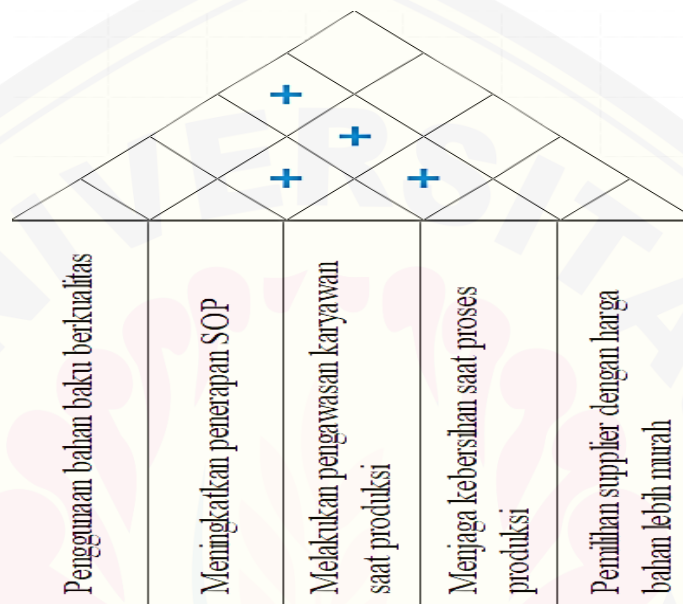 Penggunaan bahan baku berkualitas
Meningkatkan penerapan SOP
Melakukan pengawasan karyawan
saat produksi
Menjaga kebersihan saat proses
produksi
Pemilihan supplier dengan harga
bahan lebih murah
+
+
+
+